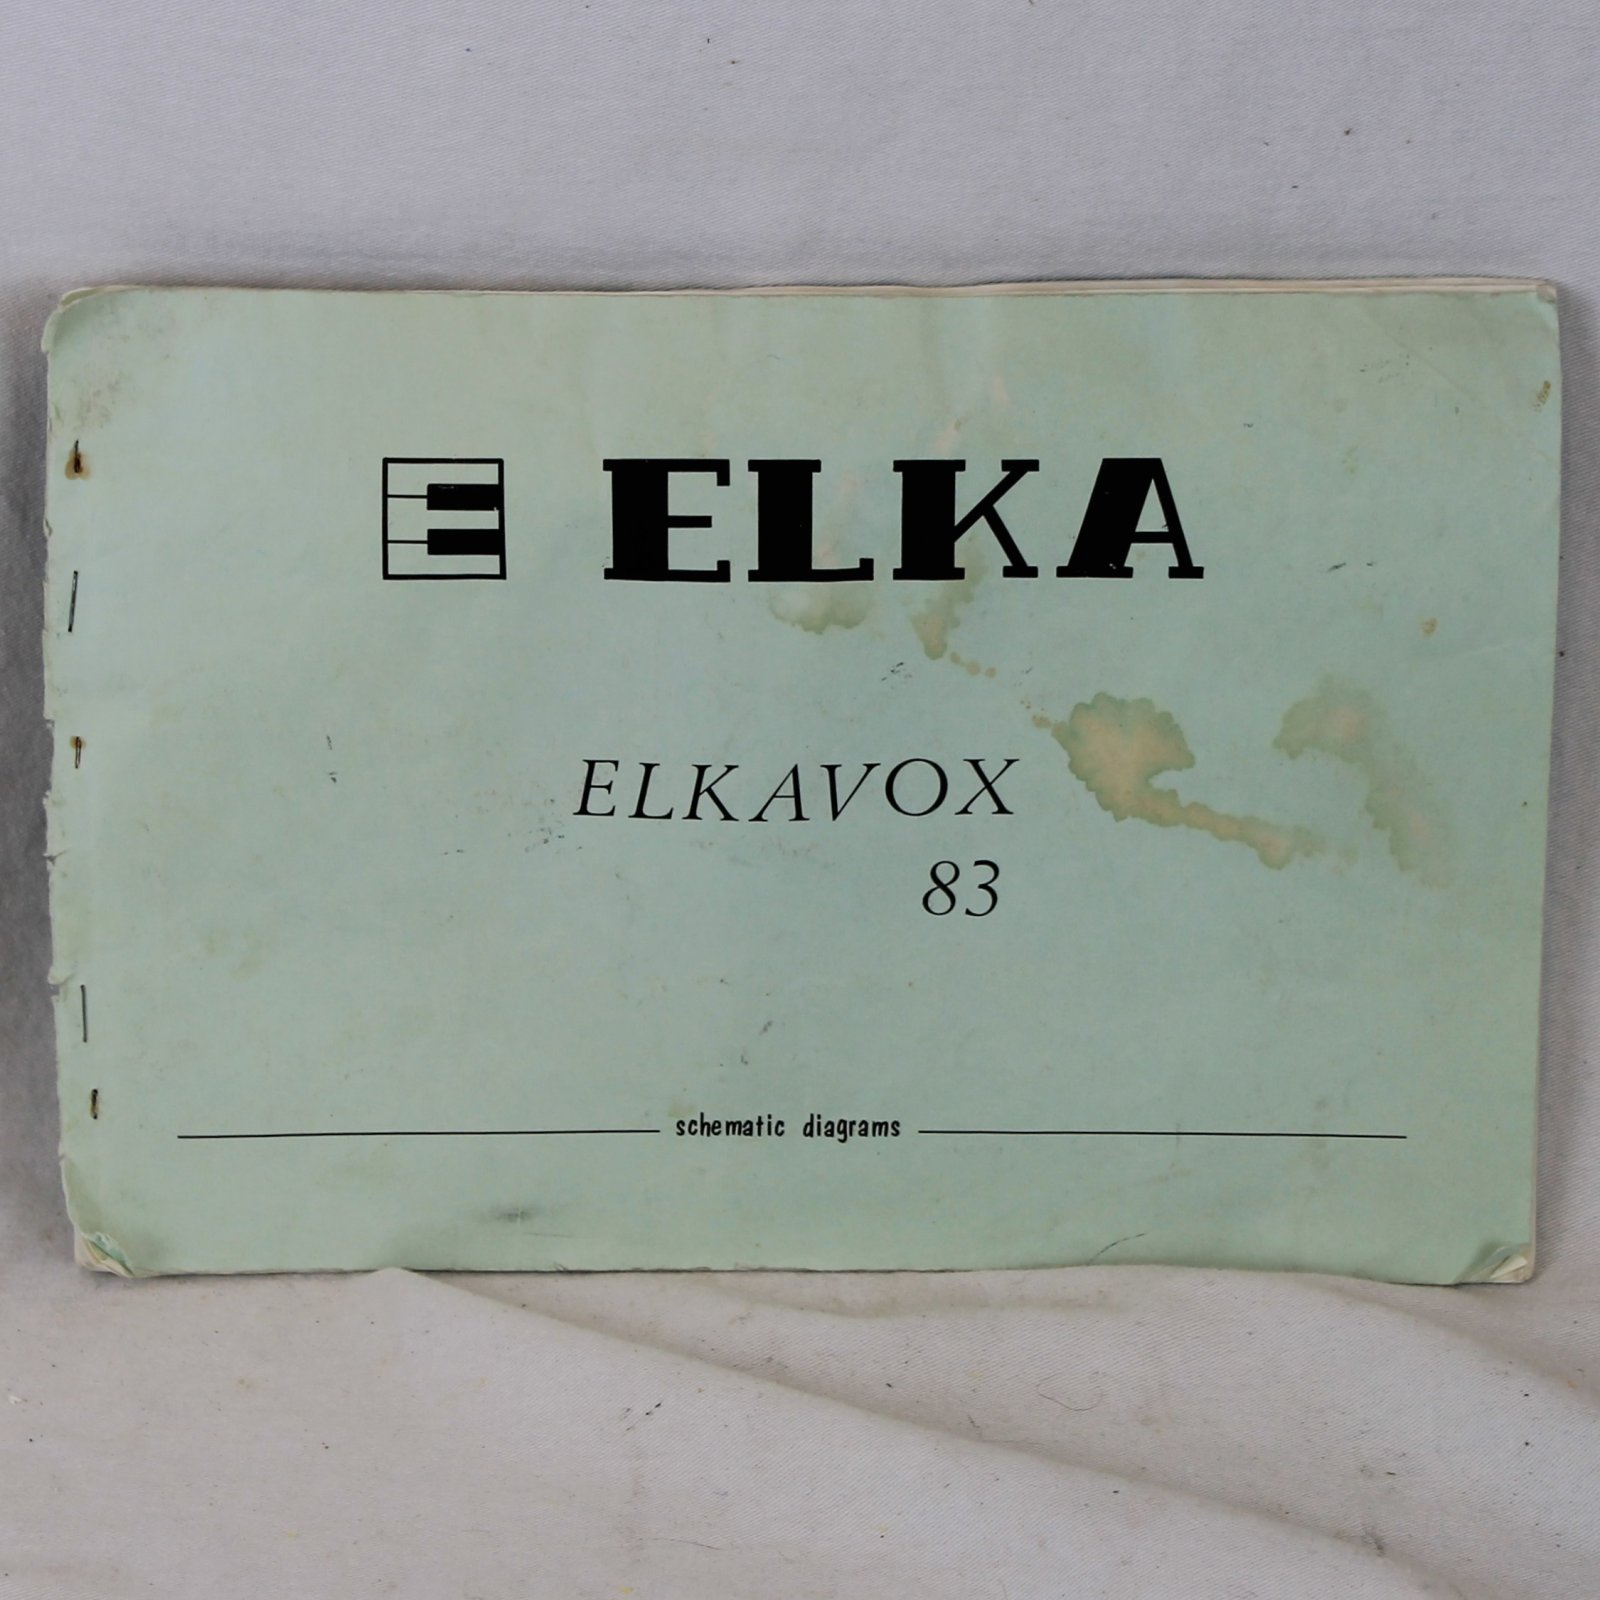 ELKA
ELKAVOX
83
schematic diagrams